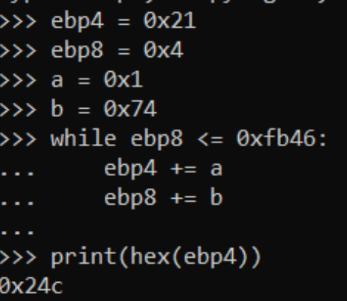 >>> ebp4 = 0x21
>>> ebp8 = 0x4
>>> a = 0x1
>>> b = 0x74
>>> while ebp8 <= 0xfb46:
...     ebp4 += a
...     ebp8 += b
...
>>> print(hex(ebp4))
0x24c